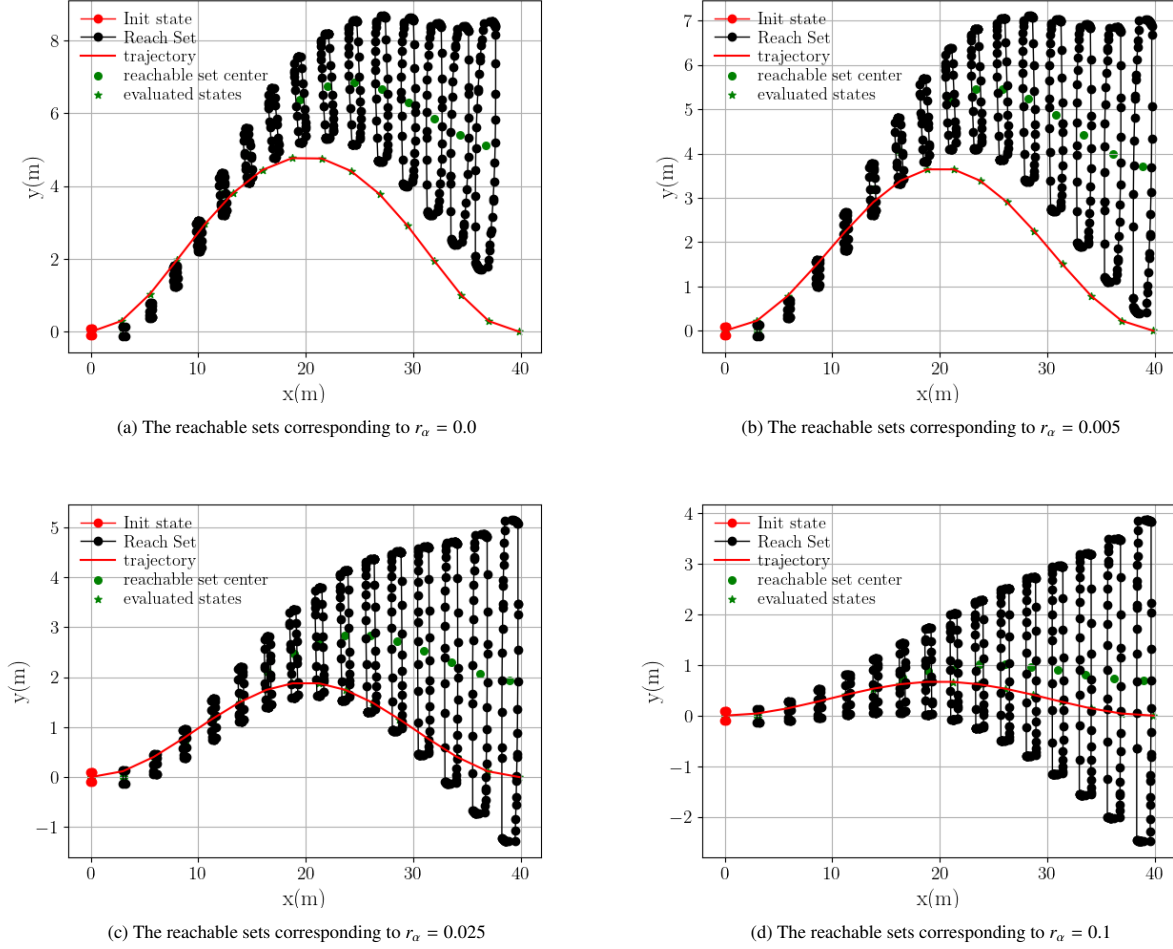 Init state
Reach Set
trajectory
reachable set center
evaluated states
8
6
4
2
0
y(m)
0 10 20 30 40
x(m)
(a) The reachable sets corresponding to rα = 0.0
Init state
Reach Set
trajectory
reachable set center
evaluated states
7
6
5
4
3
2
1
0
y(m)
0 10 20 30 40
x(m)
(b) The reachable sets corresponding to rα = 0.005
Init state
Reach Set
trajectory
reachable set center
evaluated states
5
4
3
2
1
0
−1
y(m)
0 10 20 30 40
x(m)
(c) The reachable sets corresponding to rα = 0.025
Init state
Reach Set
trajectory
reachable set center
evaluated states
4
3
2
1
0
−1
−2
y(m)
0 10 20 30 40
x(m)
(d) The reachable sets corresponding to rα = 0.1